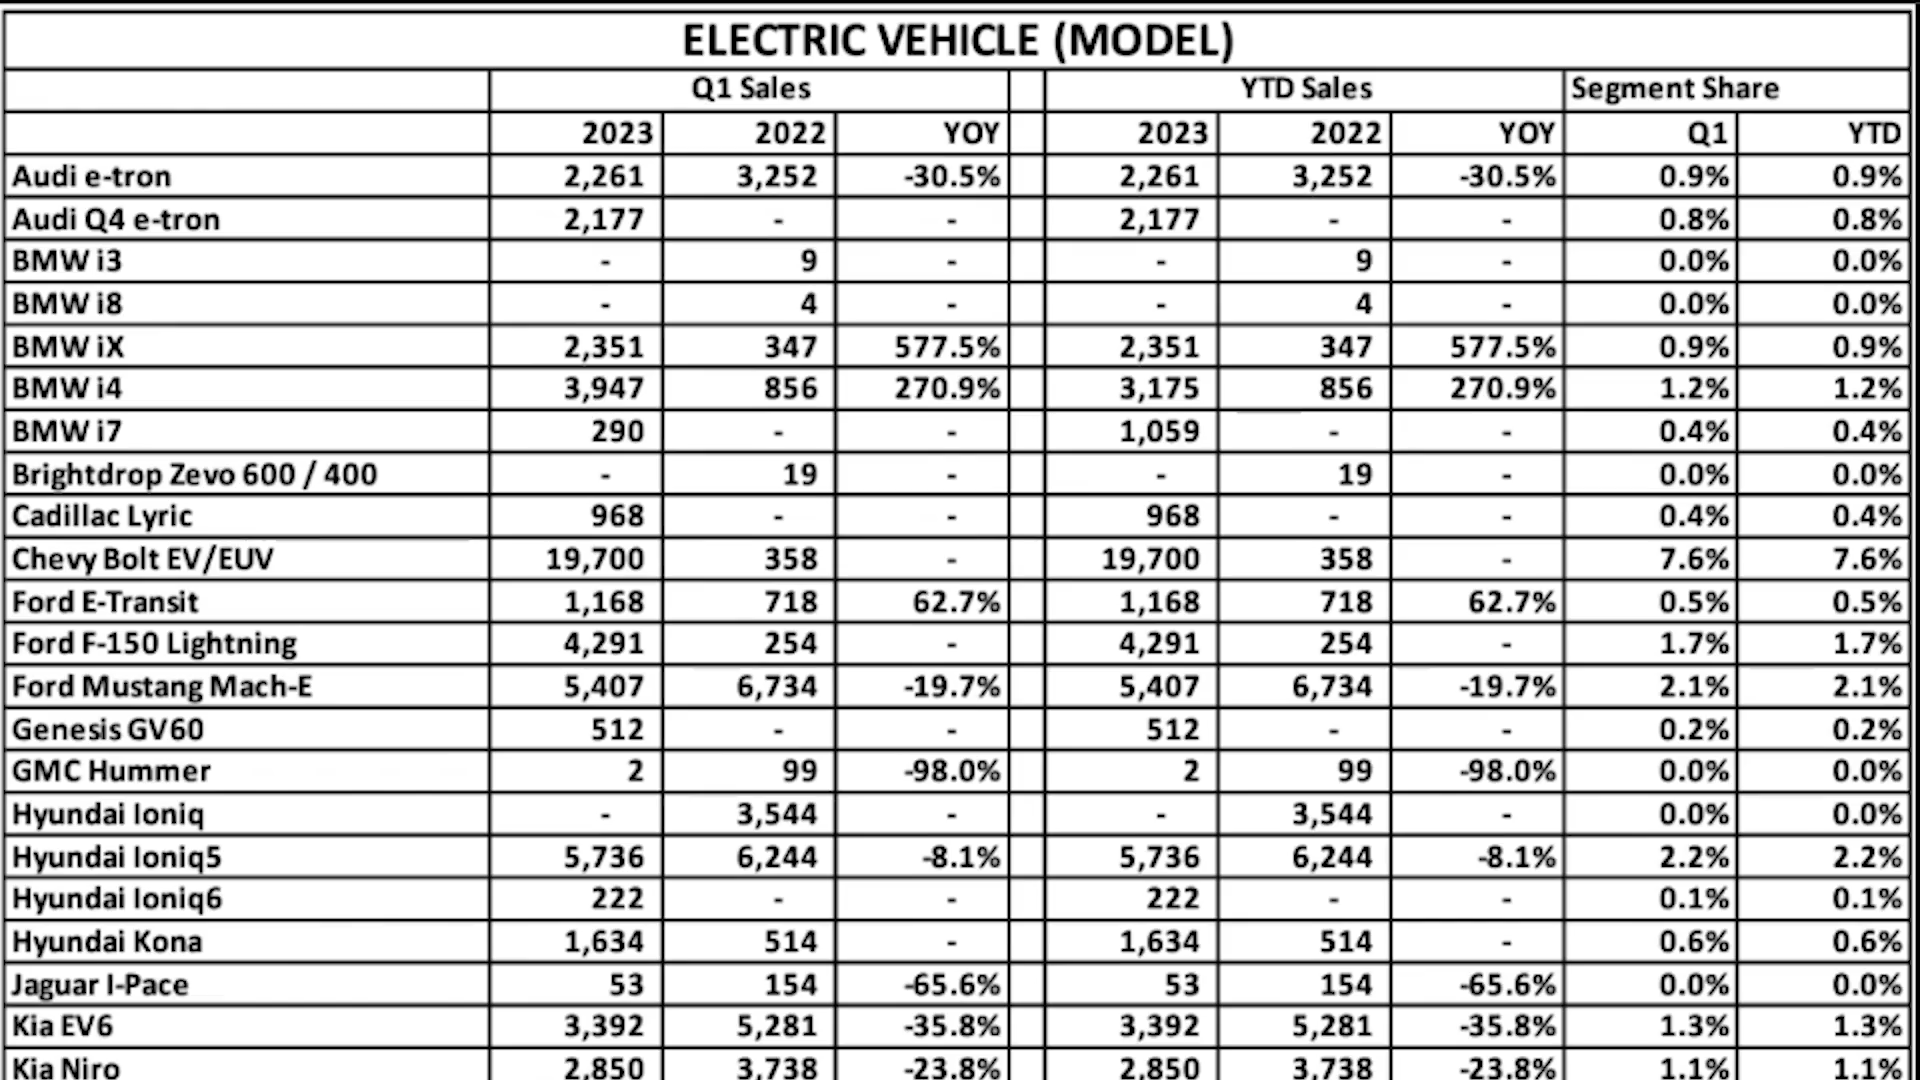 ELECTRIC VEHICLE (MODEL)
Q1 Sales YTD Sales Segment Share
2023 2022 YOY 2023 2022 YOY Q1 YTD
Audi e-tron 2,261 3,252 -30.5% 2,261 3,252 -30.5% 0.9% 0.9%
Audi Q4 e-tron 2,177 - - 2,177 - - 0.8% 0.8%
BMW i3 - 9 - - 9 - 0.0% 0.0%
BMW i8 - 4 - - 4 - 0.0% 0.0%
BMW iX 2,351 347 577.5% 2,351 347 577.5% 0.9% 0.9%
BMW i4 3,947 856 270.9% 3,175 856 270.9% 1.2% 1.2%
BMW i7 290 - - 1,059 - - 0.4% 0.4%
Brightdrop Zevo 600 / 400 - 19 - - 19 - 0.0% 0.0%
Cadillac Lyric 968 - - 968 - - 0.4% 0.4%
Chevy Bolt EV/EUV 19,700 358 - 19,700 358 - 7.6% 7.6%
Ford E-Transit 1,168 718 62.7% 1,168 718 62.7% 0.5% 0.5%
Ford F-150 Lightning 4,291 254 - 4,291 254 - 1.7% 1.7%
Ford Mustang Mach-E 5,407 6,734 -19.7% 5,407 6,734 -19.7% 2.1% 2.1%
Genesis GV60 512 - - 512 - - 0.2% 0.2%
GMC Hummer 2 99 -98.0% 2 99 -98.0% 0.0% 0.0%
Hyundai Ioniq - 3,544 - - 3,544 - 0.0% 0.0%
Hyundai Ioniq5 5,736 6,244 -8.1% 5,736 6,244 -8.1% 2.2% 2.2%
Hyundai Ioniq6 222 - - 222 - - 0.1% 0.1%
Hyundai Kona 1,634 514 - 1,634 514 - 0.6% 0.6%
Jaguar I-Pace 53 154 -65.6% 53 154 -65.6% 0.0% 0.0%
Kia EV6 3,392 5,281 -35.8% 3,392 5,281 -35.8% 1.3% 1.3%
Kia Niro 2,850 3,738 -23.8% 2,850 3,738 -23.8% 1.1% 1.1%